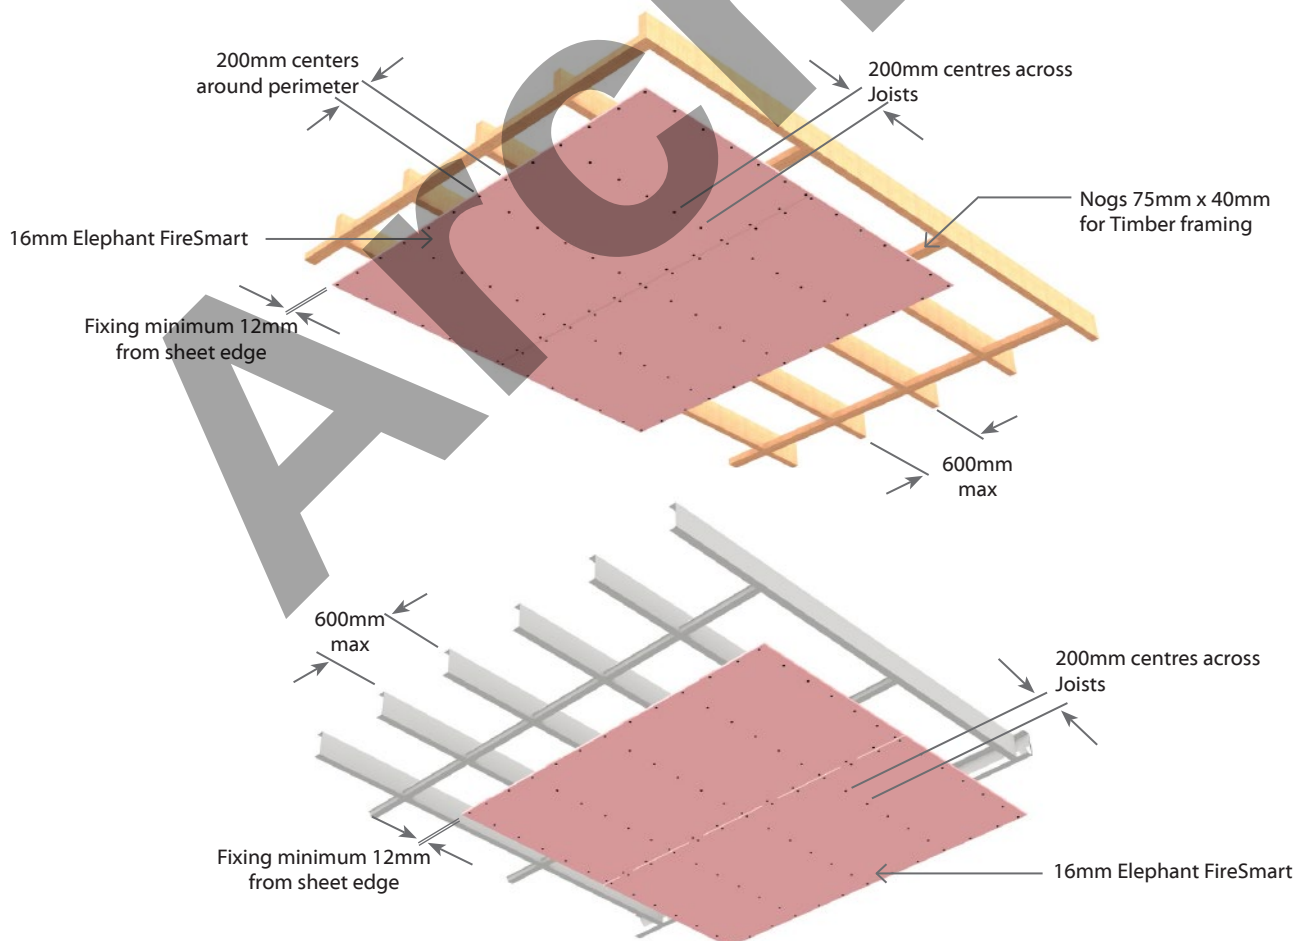 200mm centers
around perimeter
200mm centres across
Joists
Nogs 75mm x 40mm
for Timber framing
16mm Elephant FireSmart
Fixing minimum 12mm
from sheet edge
600mm
max
600mm
max
200mm centres across
Joists
Fixing minimum 12mm
from sheet edge
16mm Elephant FireSmart